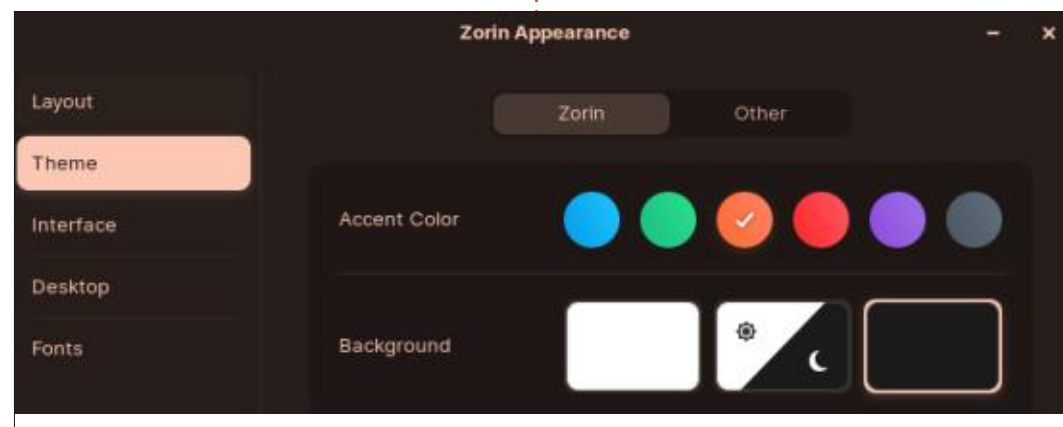 Zorin Appearance
Layout
Theme
Interface
Desktop
Fonts
Zorin Other
Accent Color
Background